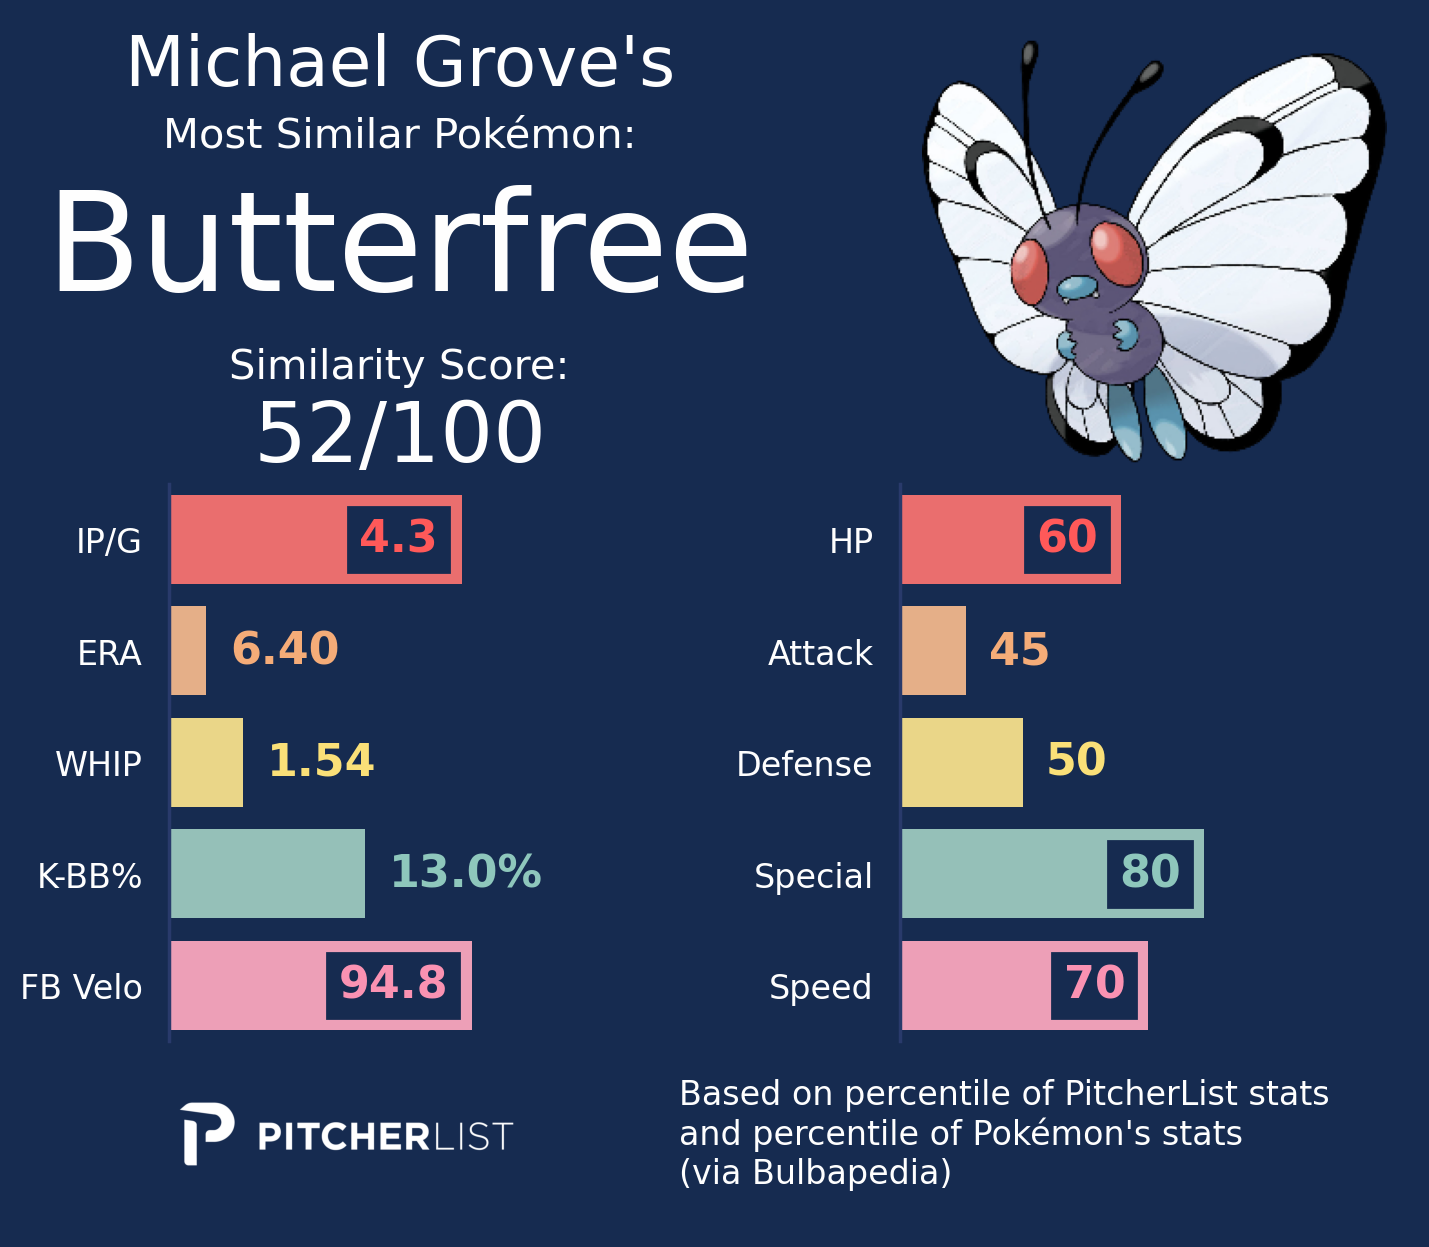 Michael Grove's
Most Similar Pokémon:
Butterfree
Similarity Score:
52/100
IP/G 4.3
ERA 6.40
WHIP 1.54
K-BB% 13.0%
FB Velo 94.8
HP 60
Attack 45
Defense 50
Special 80
Speed 70
PITCHERLIST
Based on percentile of PitcherList stats
and percentile of Pokémon's stats
(via Bulbapedia)